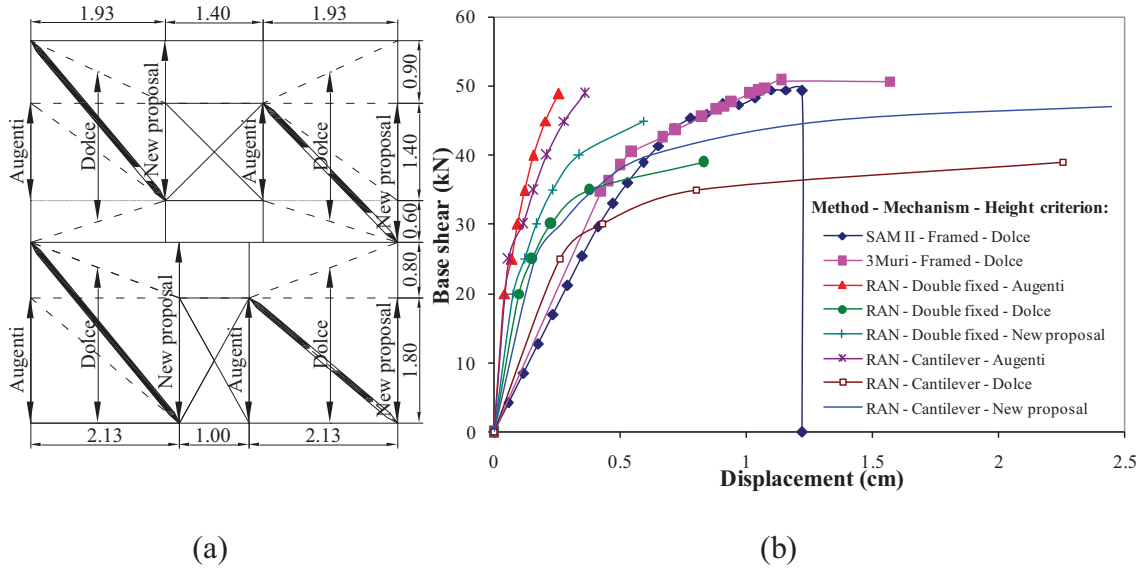 1.93 1.40 1.93
Augenti
Dolce
New proposal
Augenti
Dolce
New proposal
0.90
1.40
0.60
0.80
1.80
Augenti
Dolce
New proposal
Augenti
Dolce
New proposal
2.13 1.00 2.13
(a)
Base shear (kN)
60
50
40
30
20
10
0
0 0.5 1 1.5 2 2.5
Displacement (cm)
Method - Mechanism - Height criterion:
SAM II - Framed - Dolce
3Muri - Framed - Dolce
RAN - Double fixed - Augenti
RAN - Double fixed - Dolce
RAN - Double fixed - New proposal
RAN - Cantilever - Augenti
RAN - Cantilever - Dolce
RAN - Cantilever - New proposal
(b)